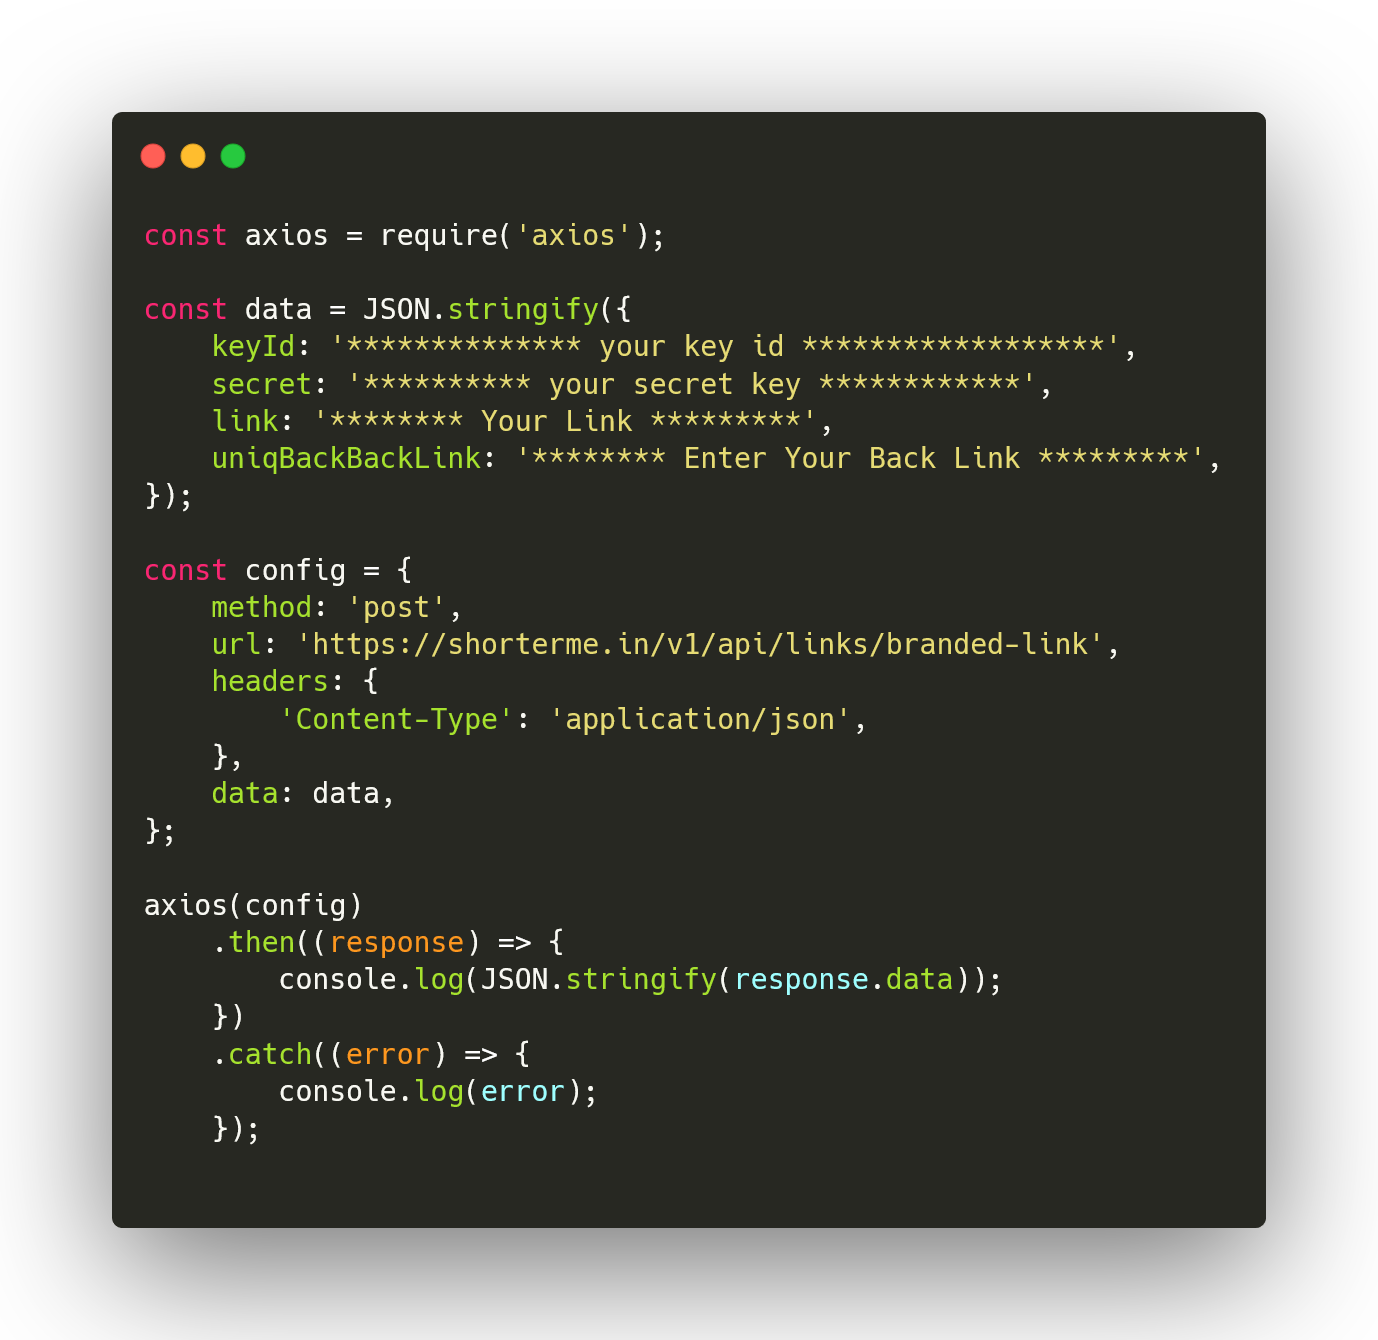 const axios = require('axios');
const data = JSON.stringify({
    keyId: '************** your key id ******************',
    secret: '********** your secret key ************',
    link: '******** Your Link *********',
    uniqBackBackLink: '******** Enter Your Back Link *********',
});
const config = {
    method: 'post',
    url: 'https://shorterme.in/v1/api/links/branded-link',
    headers: {
        'Content-Type': 'application/json',
    },
    data: data,
};
axios(config)
    .then((response) => {
        console.log(JSON.stringify(response.data));
    })
    .catch((error) => {
        console.log(error);
    });